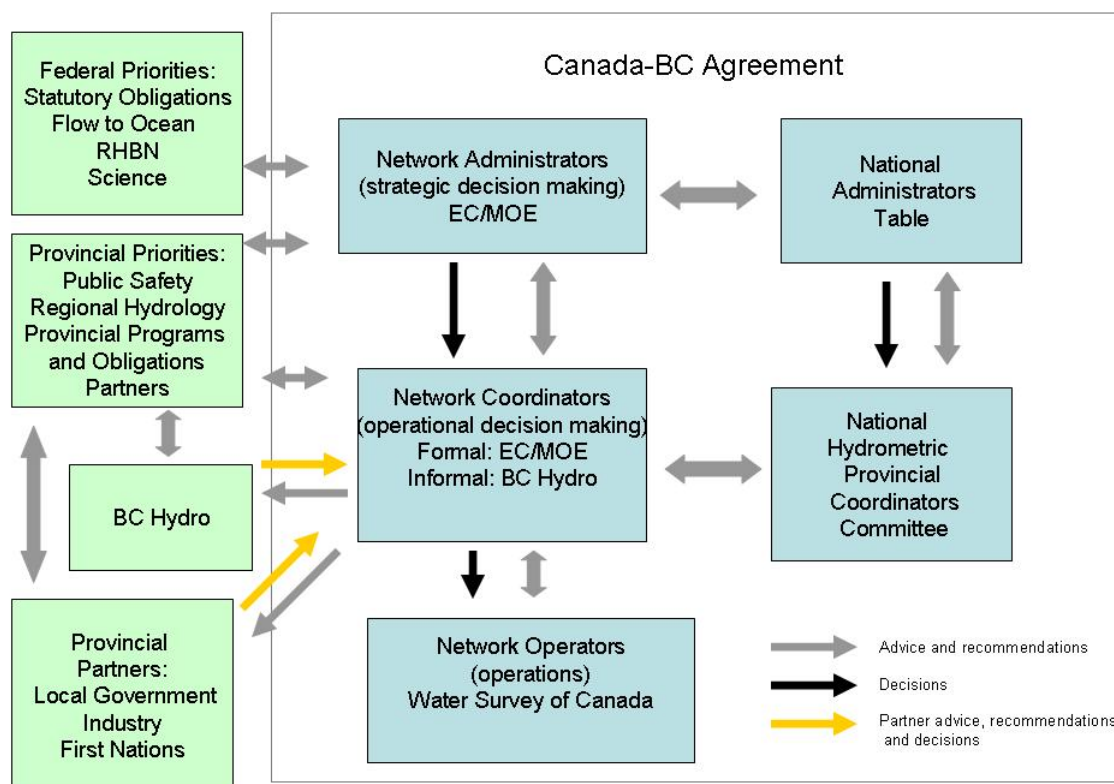 Canada-BC Agreement
Federal Priorities:
Statutory Obligations
Flow to Ocean
RHBN
Science
Network Administrators
(strategic decision making)
EC/MOE
National
Administrators
Table
Provincial Priorities:
Public Safety
Regional Hydrology
Provincial Programs
and Obligations
Partners
Network Coordinators
(operational decision making)
Formal: EC/MOE
Informal: BC Hydro
National
Hydrometric
Provincial
Coordinators
Committee
BC Hydro
Provincial
Partners:
Local Government
Industry
First Nations
Network Operators
(operations)
Water Survey of Canada
Advice and recommendations
Decisions
Partner advice, recommendations
and decisions